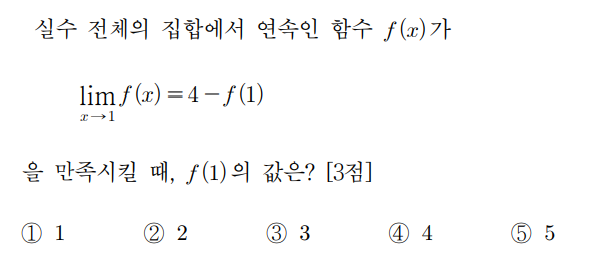 실수 전체의 집합에서 연속인 함수 f(x)가
lim f(x) = 4 - f(1)
x→1
을 만족시킬 때, f(1)의 값은? [3점]
① 1 ② 2 ③ 3 ④ 4 ⑤ 5